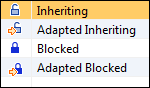 Inheriting
Adapted Inheriting
Blocked
Adapted Blocked